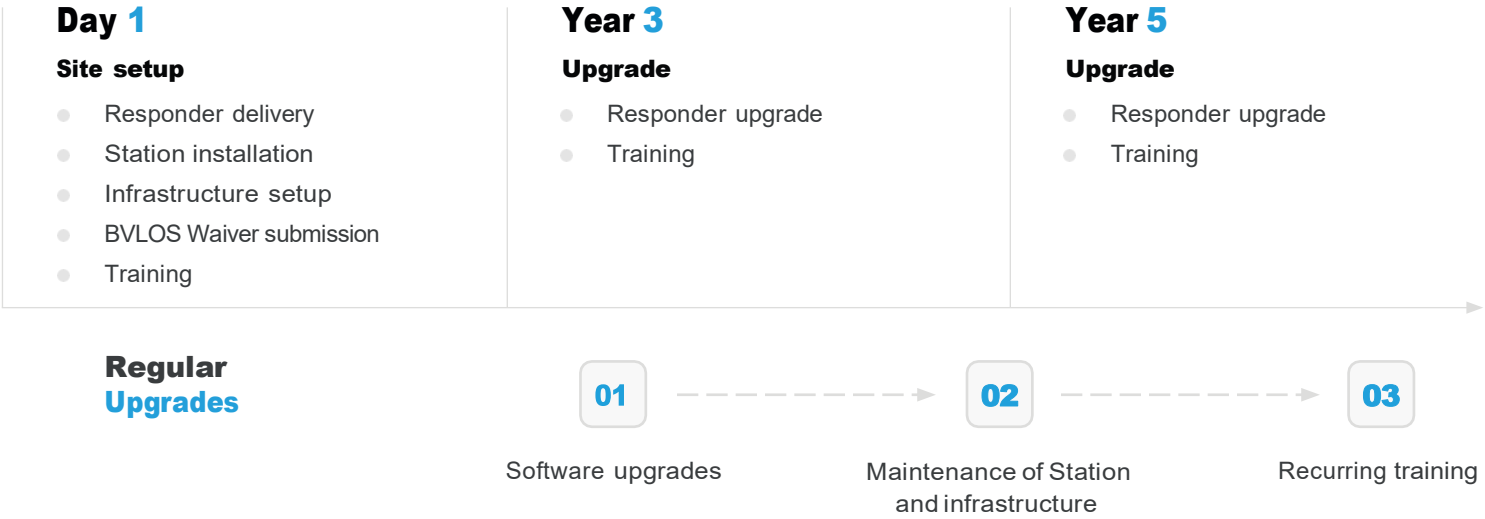 Day 1
Site setup
Responder delivery
Station installation
Infrastructure setup
BVLOS Waiver submission
Training
Year 3
Upgrade
Responder upgrade
Training
Year 5
Upgrade
Responder upgrade
Training
Regular
Upgrades
01
Software upgrades
02
Maintenance of Station
and infrastructure
03
Recurring training